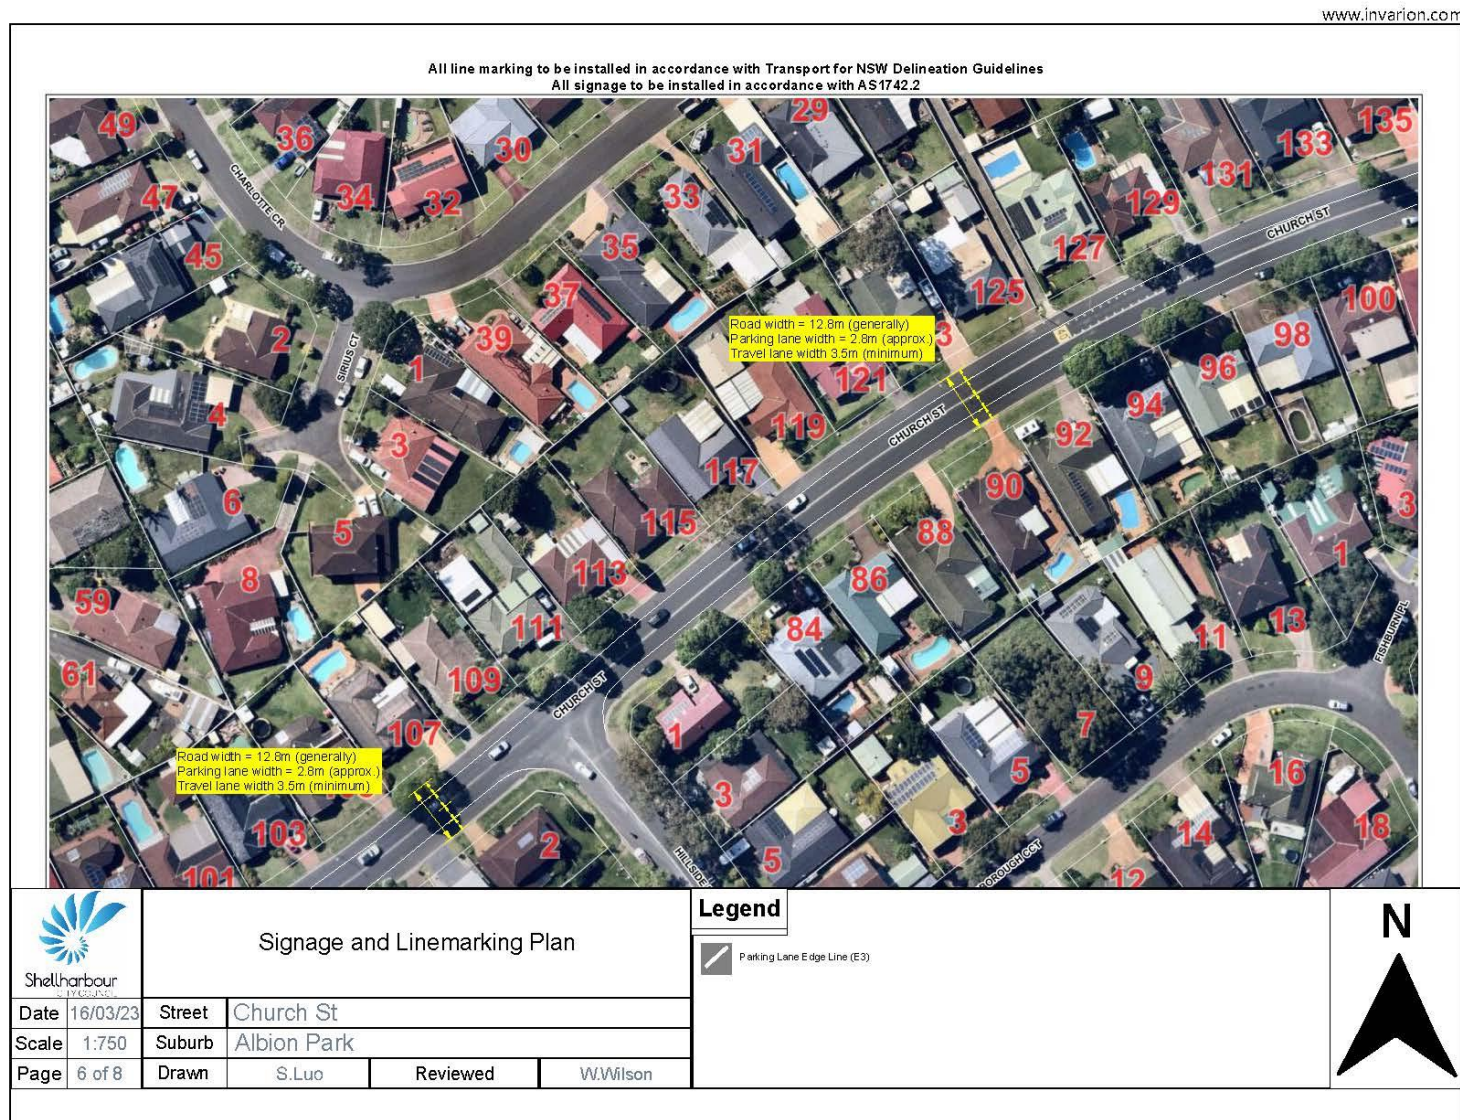 www.invarion.com
All line marking to be installed in accordance with Transport for NSW Delineation Guidelines
All signage to be installed in accordance with AS1742.2
49
36
34
32
30
29
31
33
131
133
135
47
CHARLOTTE CR.
45
35
129
127
CHURCH ST
37
125
100
2
39
SIRIUS CT
1
Road width = 12.8m (generally)
Parking lane width = 2.8m (approx.)
Travel lane width 3.5m (minimum)
3
121
98
96
4
3
119
CHURCH ST
92
94
117
90
3
6
5
115
88
1
59
8
113
86
111
84
11
13
FISHBURN PL
61
109
CHURCH ST
9
107
1
7
Road width = 12.8m (generally)
Parking lane width = 2.8m (approx.)
Travel lane width 3.5m (minimum)
3
5
16
103
2
3
14
18
101
5
HILLSIDE
BOROUGH CCT
12
Shellharbour
CITY COUNCIL
Signage and Linemarking Plan
Date 16/03/23 Street Church St
Scale 1:750 Suburb Albion Park
Page 6 of 8 Drawn S.Luo Reviewed W.Wilson
Legend
Parking Lane Edge Line (E3)
N